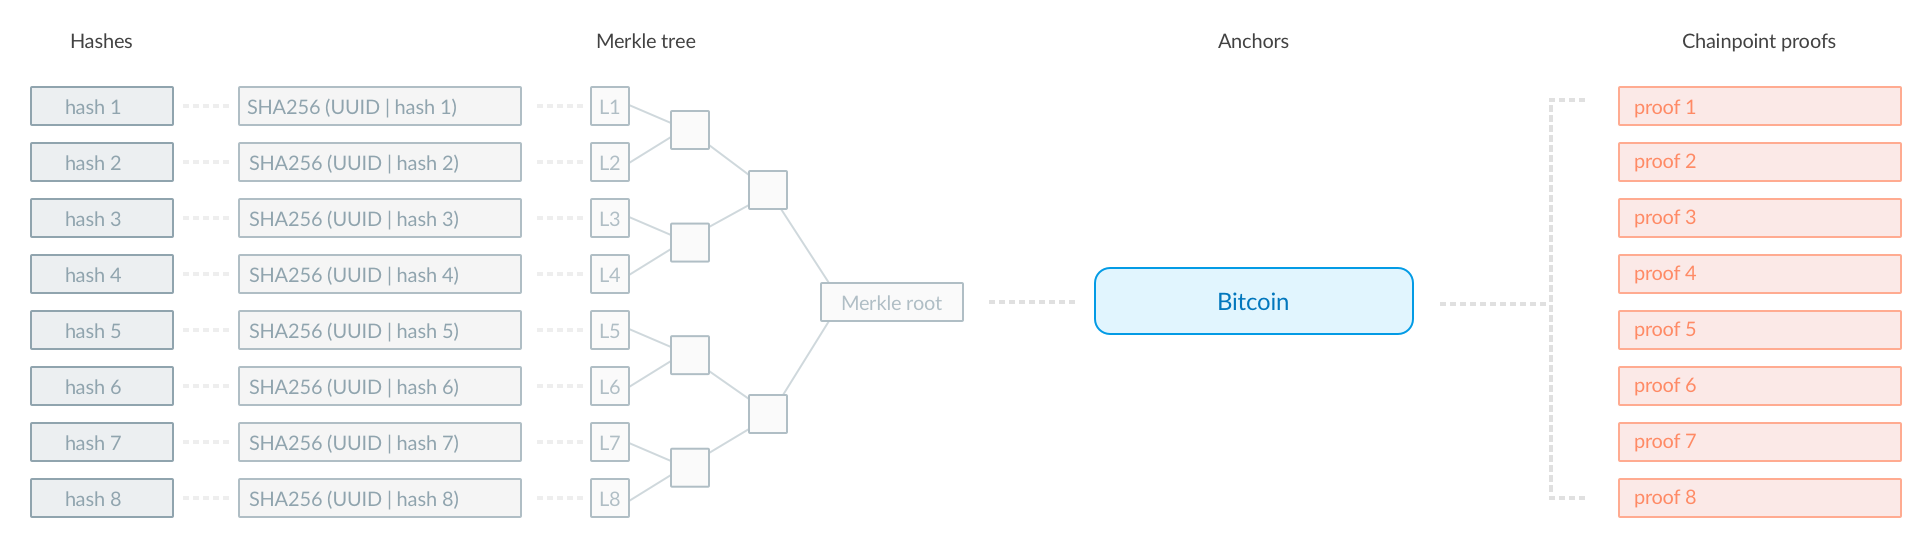 Hashes
Merkle tree
Anchors
Chainpoint proofs
hash 1
SHA256 (UUID | hash 1)
L1
proof 1
hash 2
SHA256 (UUID | hash 2)
L2
proof 2
hash 3
SHA256 (UUID | hash 3)
L3
proof 3
hash 4
SHA256 (UUID | hash 4)
L4
proof 4
Merkle root
Bitcoin
hash 5
SHA256 (UUID | hash 5)
L5
proof 5
hash 6
SHA256 (UUID | hash 6)
L6
proof 6
hash 7
SHA256 (UUID | hash 7)
L7
proof 7
hash 8
SHA256 (UUID | hash 8)
L8
proof 8